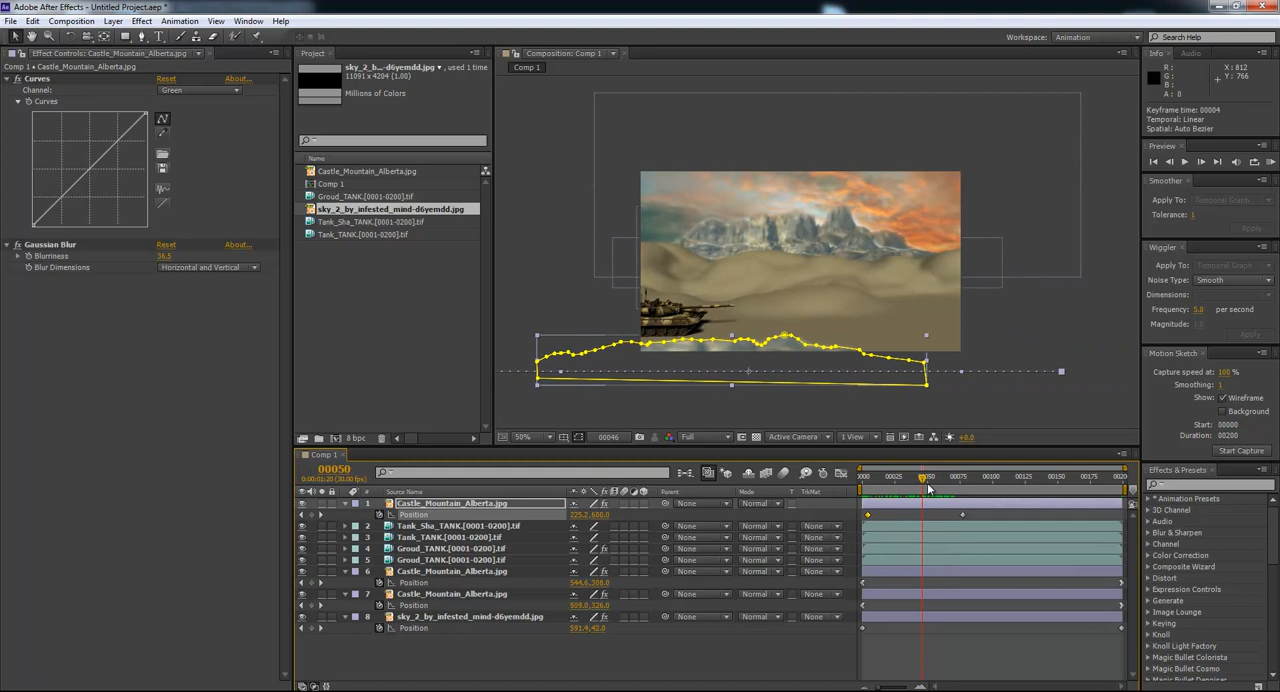 Adobe After Effects - Untitled Project.aep *
File Edit Composition Layer Effect Animation View Window Help
Workspace: Animation Search Help
Effect Controls: Castle_Mountain_Alberta.jpg
Comp 1 • Castle_Mountain_Alberta.jpg
Curves Reset About...
Channel: Green
Curves
Gaussian Blur Reset About...
Blurriness 36.5
Blur Dimensions Horizontal and Vertical
Project
sky_2_b...-d6yemdd.jpg ▼, used 1 time
11091 x 4204 (1.00)
Millions of Colors
Name
Castle_Mountain_Alberta.jpg
Comp 1
Groud_TANK.[0001-0200].tif
sky_2_by_infested_mind-d6yemdd.jpg
Tank_Sha_TANK.[0001-0200].tif
Tank_TANK.[0001-0200].tif
8 bpc
Composition: Comp 1
Comp 1
50% 00046 Full Active Camera 1 View +0.0
Info Audio
R: X: 812
G: Y: 766
B:
A: 0
Keyframe time: 00004
Temporal: Linear
Spatial: Auto Bezier
Preview
Smoother
Apply To: Temporal Graph
Tolerance: 1
Apply
Wiggler
Apply To: Temporal Graph
Noise Type: Smooth
Dimensions:
Frequency: 5.0 per second
Magnitude:
Apply
Motion Sketch
Capture speed at: 100 %
Smoothing: 1
Show: Wireframe
Background
Start: 00000
Duration: 00200
Start Capture
Effects & Presets
* Animation Presets
3D Channel
Audio
Blur & Sharpen
Channel
Color Correction
Composite Wizard
Distort
Expression Controls
Generate
Image Lounge
Keying
Knoll
Knoll Light Factory
Magic Bullet Colorista
Magic Bullet Cosmo
Comp 1
00050
0:00:01:20 (30.00 fps)
# Source Name Parent Mode T TrkMat
0000 00025 00100 00125 00150 00175
1 Castle_Mountain_Alberta.jpg None Normal
Position 225.2,600.0
2 Tank_Sha_TANK.[0001-0200].tif None Normal None
3 Tank_TANK.[0001-0200].tif None Normal None
4 Groud_TANK.[0001-0200].tif None Normal None
5 Groud_TANK.[0001-0200].tif None Normal None
6 Castle_Mountain_Alberta.jpg None Normal None
Position 544.6,308.0
7 Castle_Mountain_Alberta.jpg None Normal None
Position 509.0,326.0
8 sky_2_by_infested_mind-d6yemdd.jpg None Normal None
Position 591.4,42.0